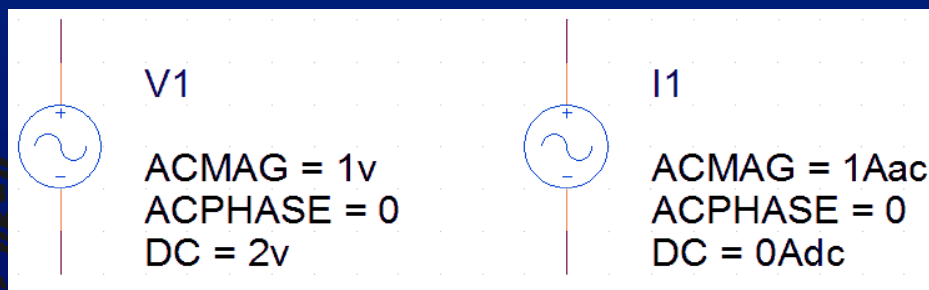 V1
ACMAG = 1v
ACPHASE = 0
DC = 2v
I1
ACMAG = 1Aac
ACPHASE = 0
DC = 0Adc